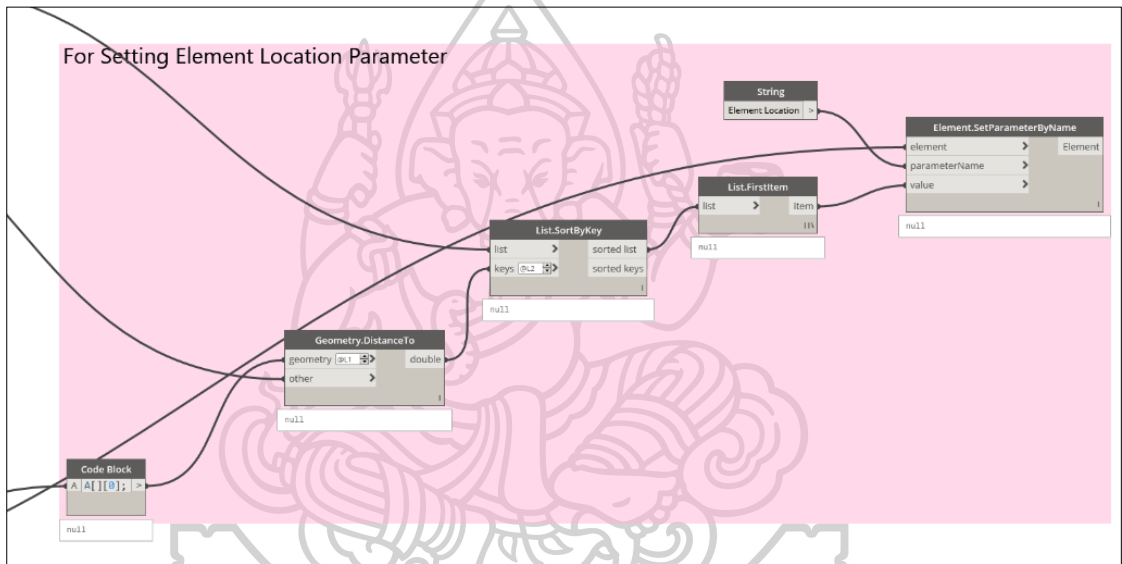 For Setting Element Location Parameter
String
Element Location >
Element.SetParameterByName
element > Element
parameterName >
value >
List.FirstItem
list > item
null
null
List.SortByKey
list > sorted list
keys @L2 > sorted keys
null
Geometry.DistanceTo
geometry @L1 > double
other >
null
Code Block
A A[][0]; >
null